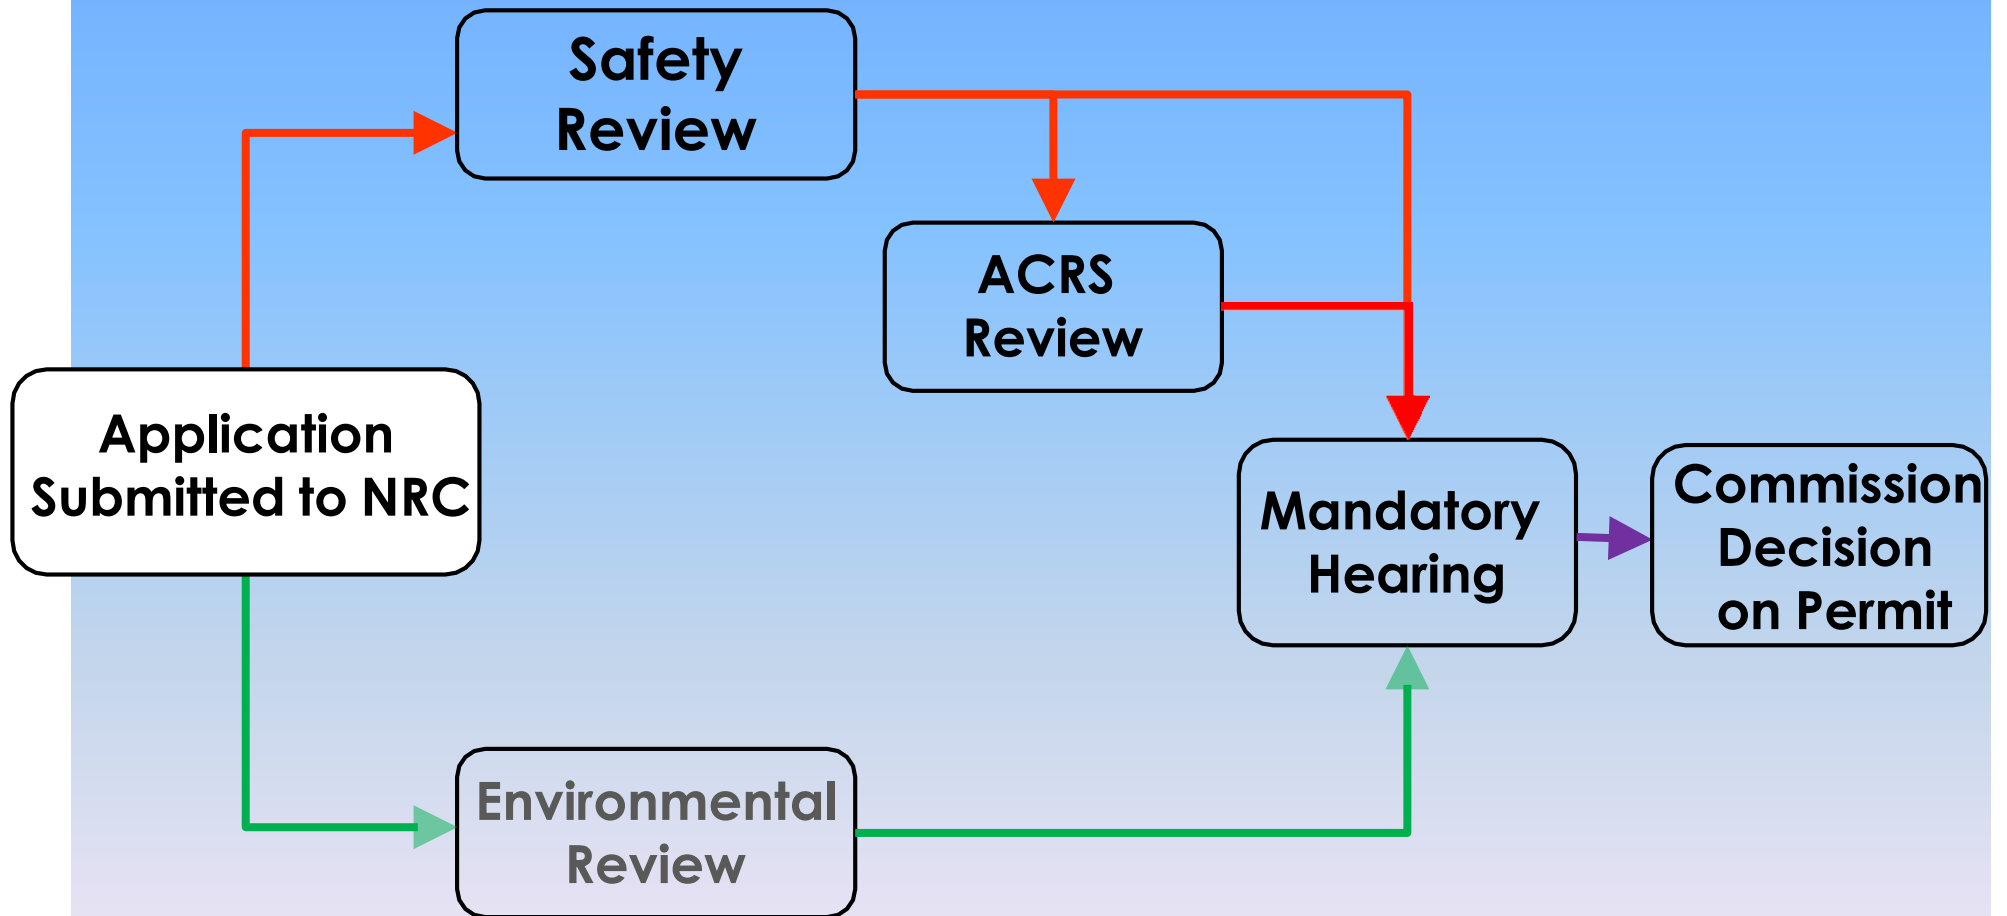 Safety
Review
ACRS
Review
Application
Submitted to NRC
Mandatory
Hearing
Commission
Decision
on Permit
Environmental
Review